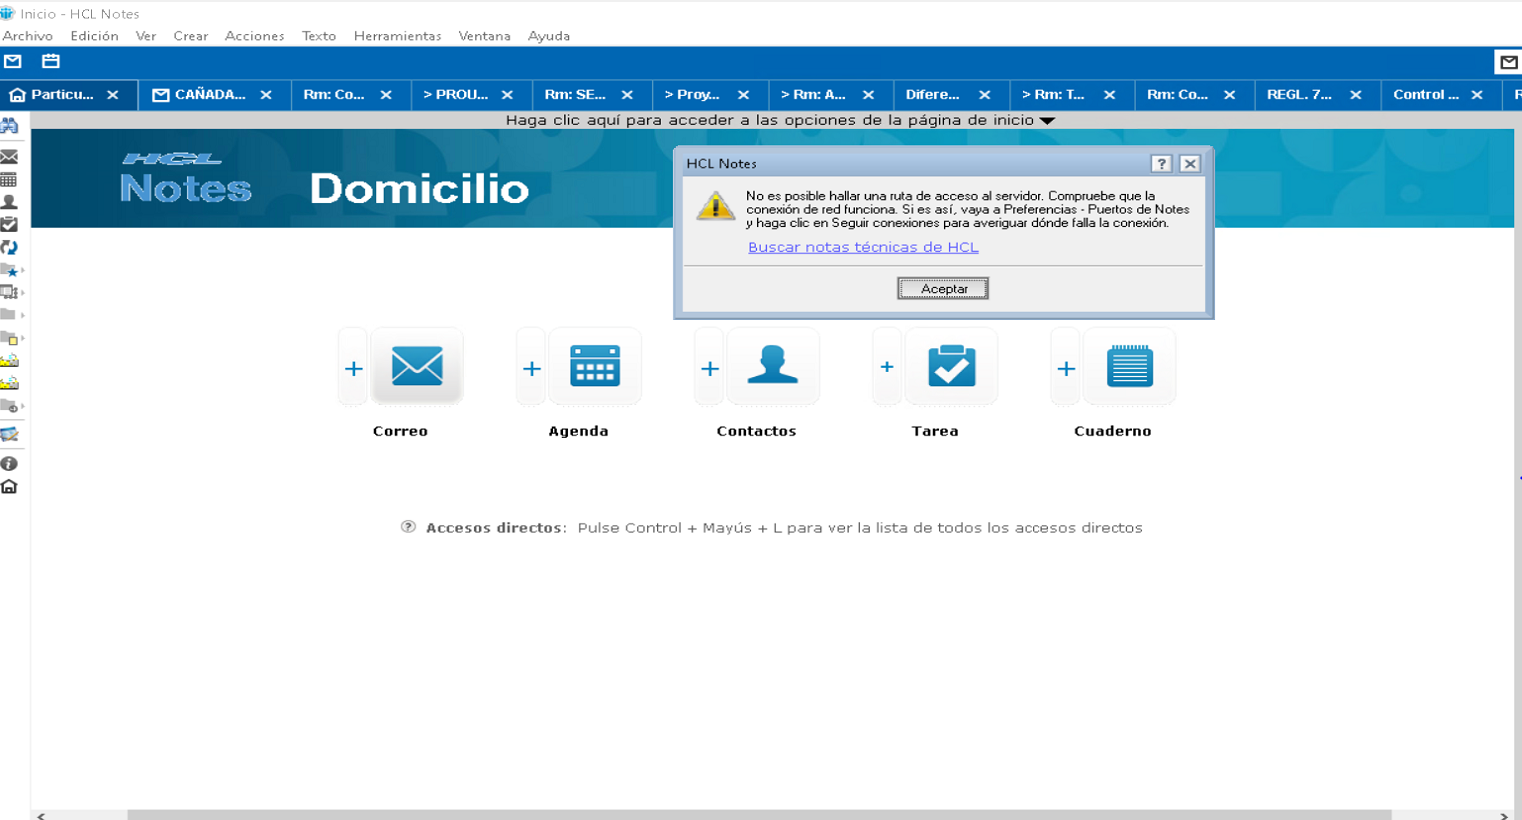 Inicio - HCL Notes
Archivo Edición Ver Crear Acciones Texto Herramientas Ventana Ayuda
Particu... CAÑADA... Rm: Co... > PROU... Rm: SE... > Proy... > Rm: A... Difere... > Rm: T... Rm: Co... REGL. 7... Control ...
Haga clic aquí para acceder a las opciones de la página de inicio
HCL
Notes Domicilio
HCL Notes
No es posible hallar una ruta de acceso al servidor. Compruebe que la
conexión de red funciona. Si es así, vaya a Preferencias - Puertos de Notes
y haga clic en Seguir conexiones para averiguar dónde falla la conexión.
Buscar notas técnicas de HCL
Aceptar
Correo Agenda Contactos Tarea Cuaderno
Accesos directos: Pulse Control + Mayús + L para ver la lista de todos los accesos directos